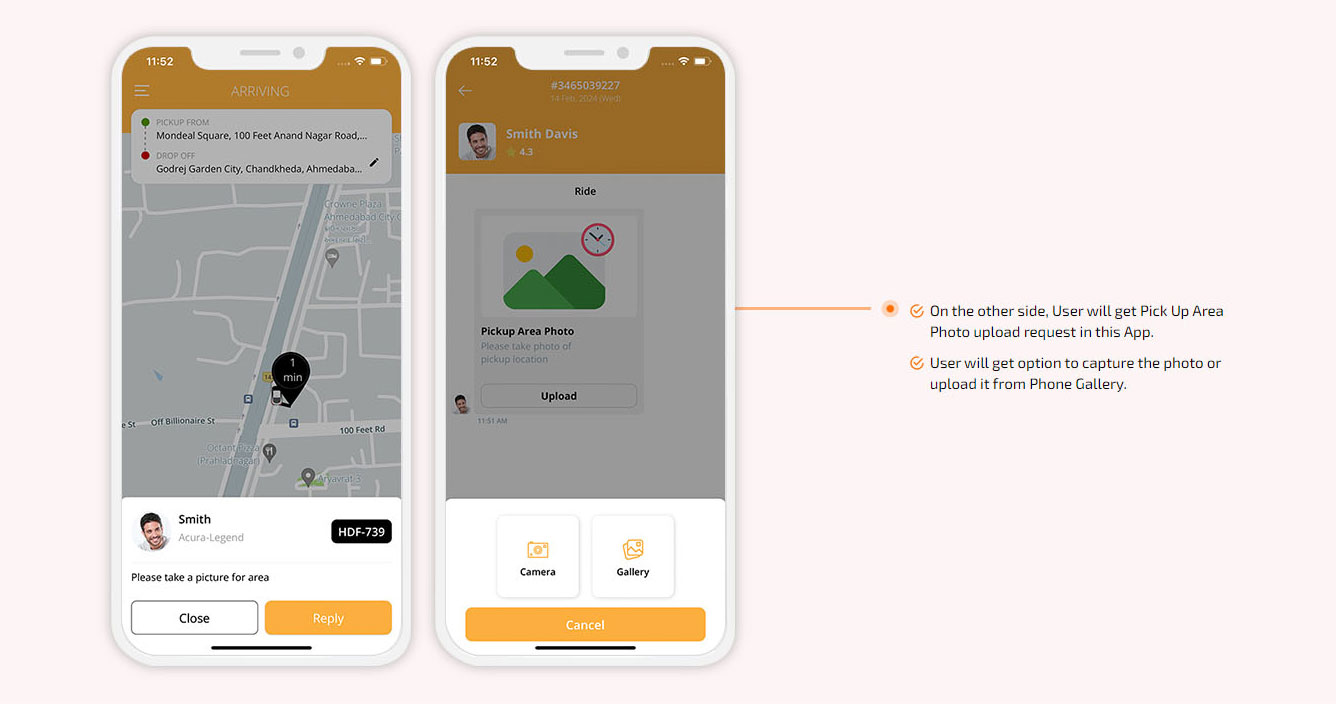 11:52
ARRIVING
PICKUP FROM
Mondeal Square, 100 Feet Anand Nagar Road,...
DROP OFF
Godrej Garden City, Chandkheda, Ahmedaba...
Crowne Plaza
Ahmedabad City C
1
min
e St
Off Billionaire St
100 Feet Rd
Octant Pizza
(Prahladnagar)
Aryavrat-3
Smith
Acura-Legend
HDF-739
Please take a picture for area
Close
Reply
11:52
#3465039227
14 Feb, 2024 (Wed)
Smith Davis
4.3
Ride
Pickup Area Photo
Please take photo of
pickup location
Upload
11:51 AM
Camera
Gallery
Cancel
On the other side, User will get Pick Up Area
Photo upload request in this App.
User will get option to capture the photo or
upload it from Phone Gallery.